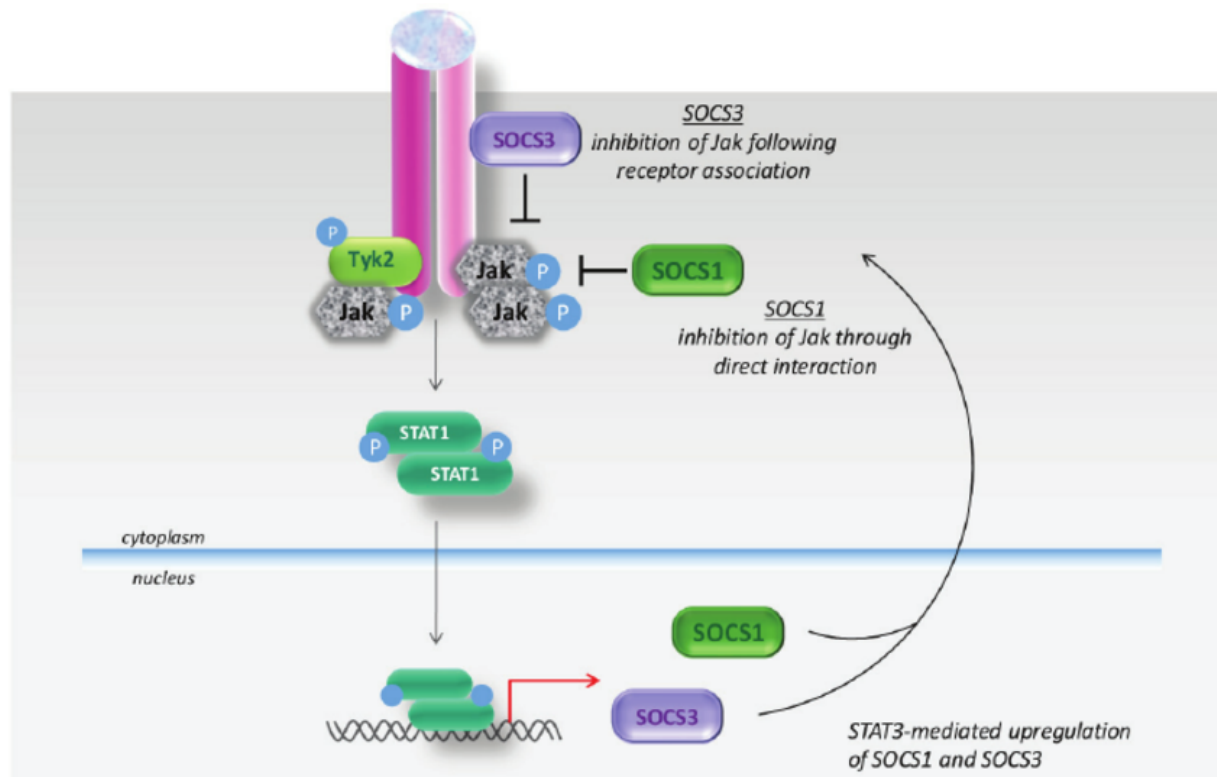 SOCS3
SOCS3
inhibition of Jak following
receptor association
P
Tyk2
Jak
P
Jak
P
Jak
P
SOCS1
SOCS1
inhibition of Jak through
direct interaction
STAT1
P
P
STAT1
cytoplasm
nucleus
SOCS1
SOCS3
STAT3-mediated upregulation
of SOCS1 and SOCS3